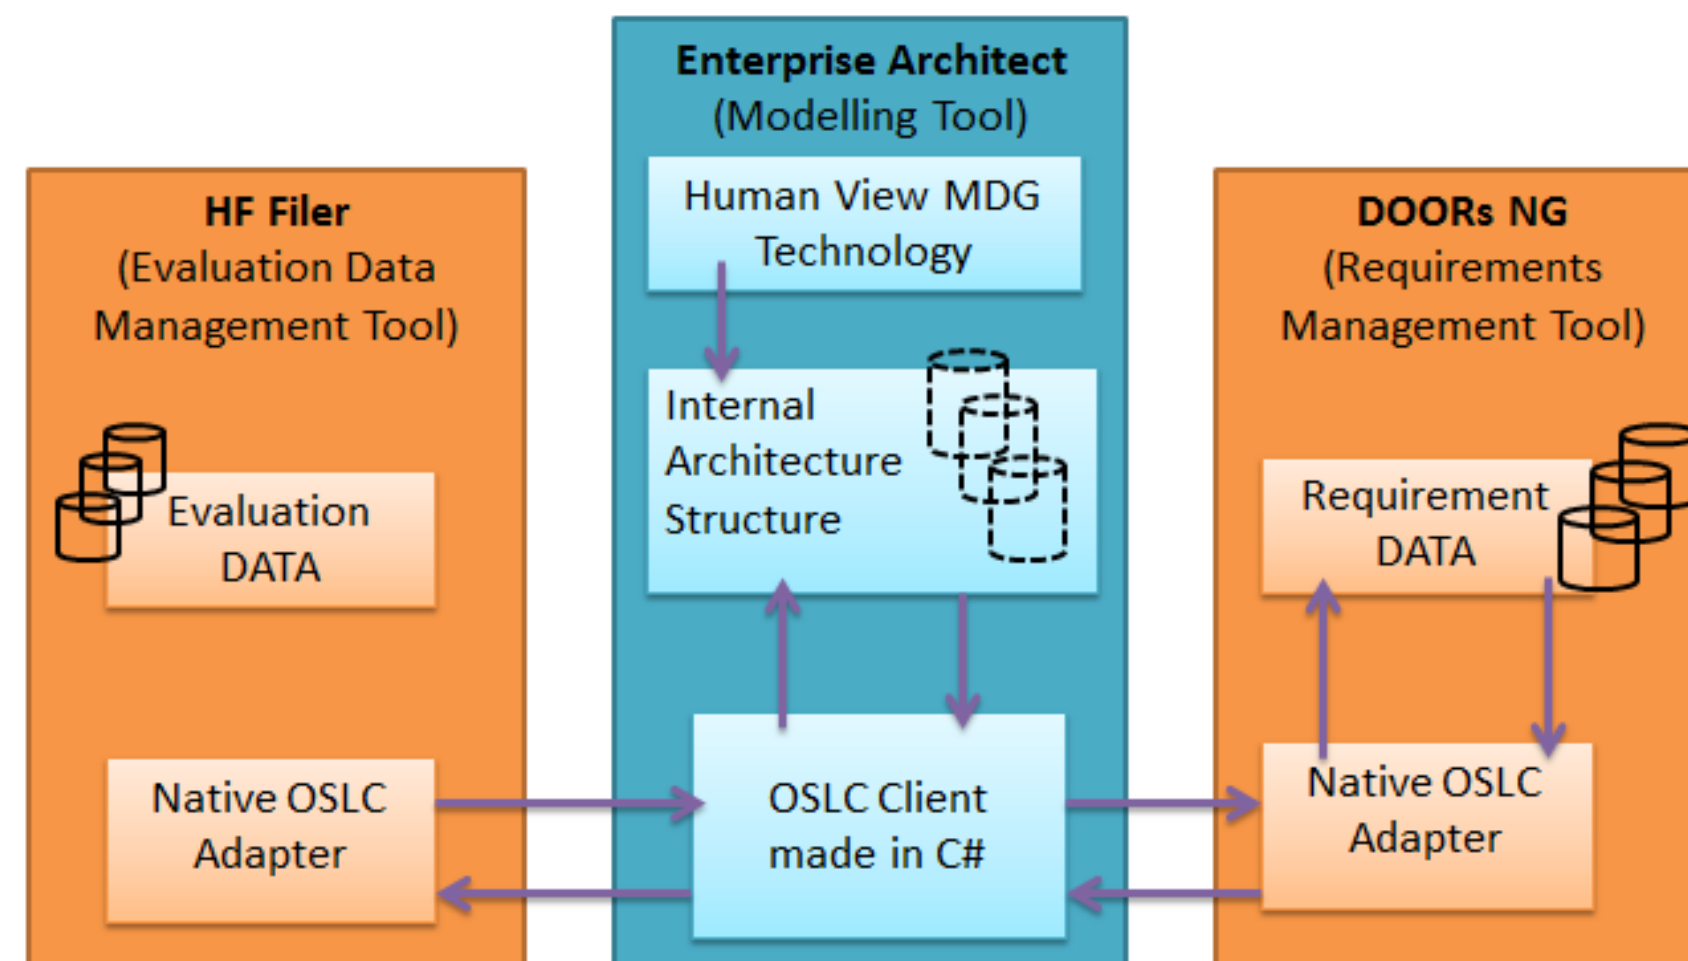 Enterprise Architect
(Modelling Tool)
Human View MDG
Technology
Internal
Architecture
Structure
OSLC Client
made in C#
HF Filer
(Evaluation Data
Management Tool)
Evaluation
DATA
Native OSLC
Adapter
DOORs NG
(Requirements
Management Tool)
Requirement
DATA
Native OSLC
Adapter